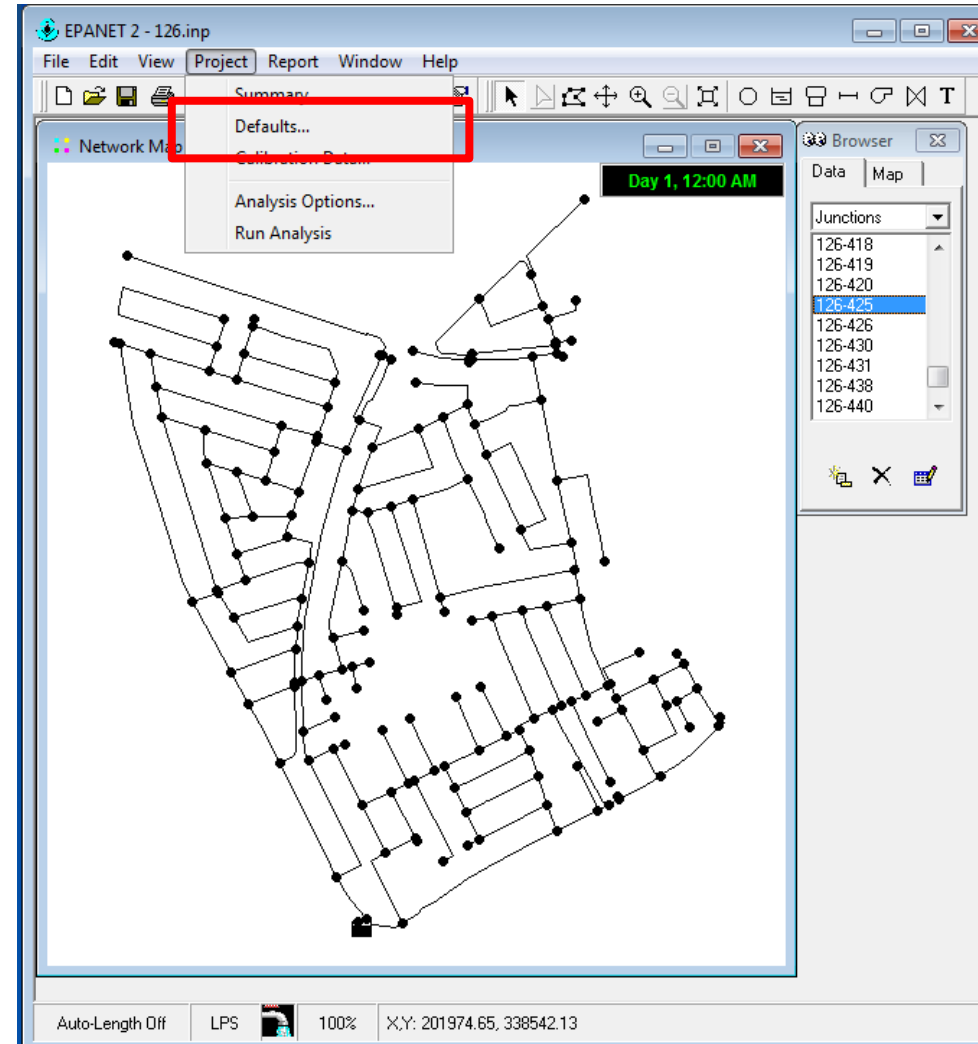 EPANET 2 - 126.inp
File Edit View Project Report Window Help
Summary
Defaults...
Calibration Data...
Analysis Options...
Run Analysis
T
Network Map
Day 1, 12:00 AM
Browser
Data Map
Junctions
126-418
126-419
126-420
126-425
126-426
126-430
126-431
126-438
126-440
Auto-Length Off LPS 100% X,Y: 201974.65, 338542.13